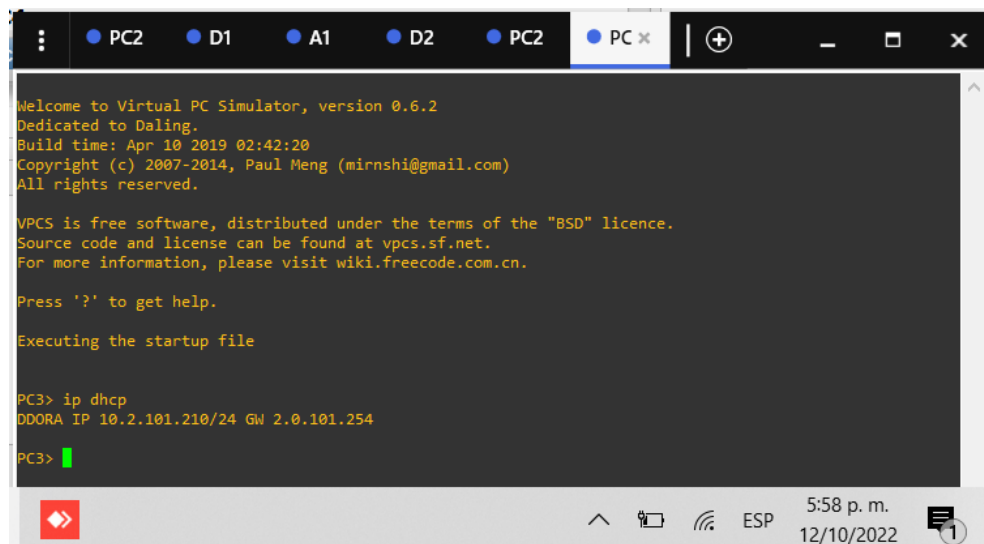 PC2 D1 A1 D2 PC2 PC
Welcome to Virtual PC Simulator, version 0.6.2
Dedicated to Daling.
Build time: Apr 10 2019 02:42:20
Copyright (c) 2007-2014, Paul Meng (mirnshi@gmail.com)
All rights reserved.
VPCS is free software, distributed under the terms of the "BSD" licence.
Source code and license can be found at vpcs.sf.net.
For more information, please visit wiki.freecode.com.cn.
Press '?' to get help.
Executing the startup file
PC3> ip dhcp
DDORA IP 10.2.101.210/24 GW 2.0.101.254
PC3>
ESP
5:58 p. m.
12/10/2022
1